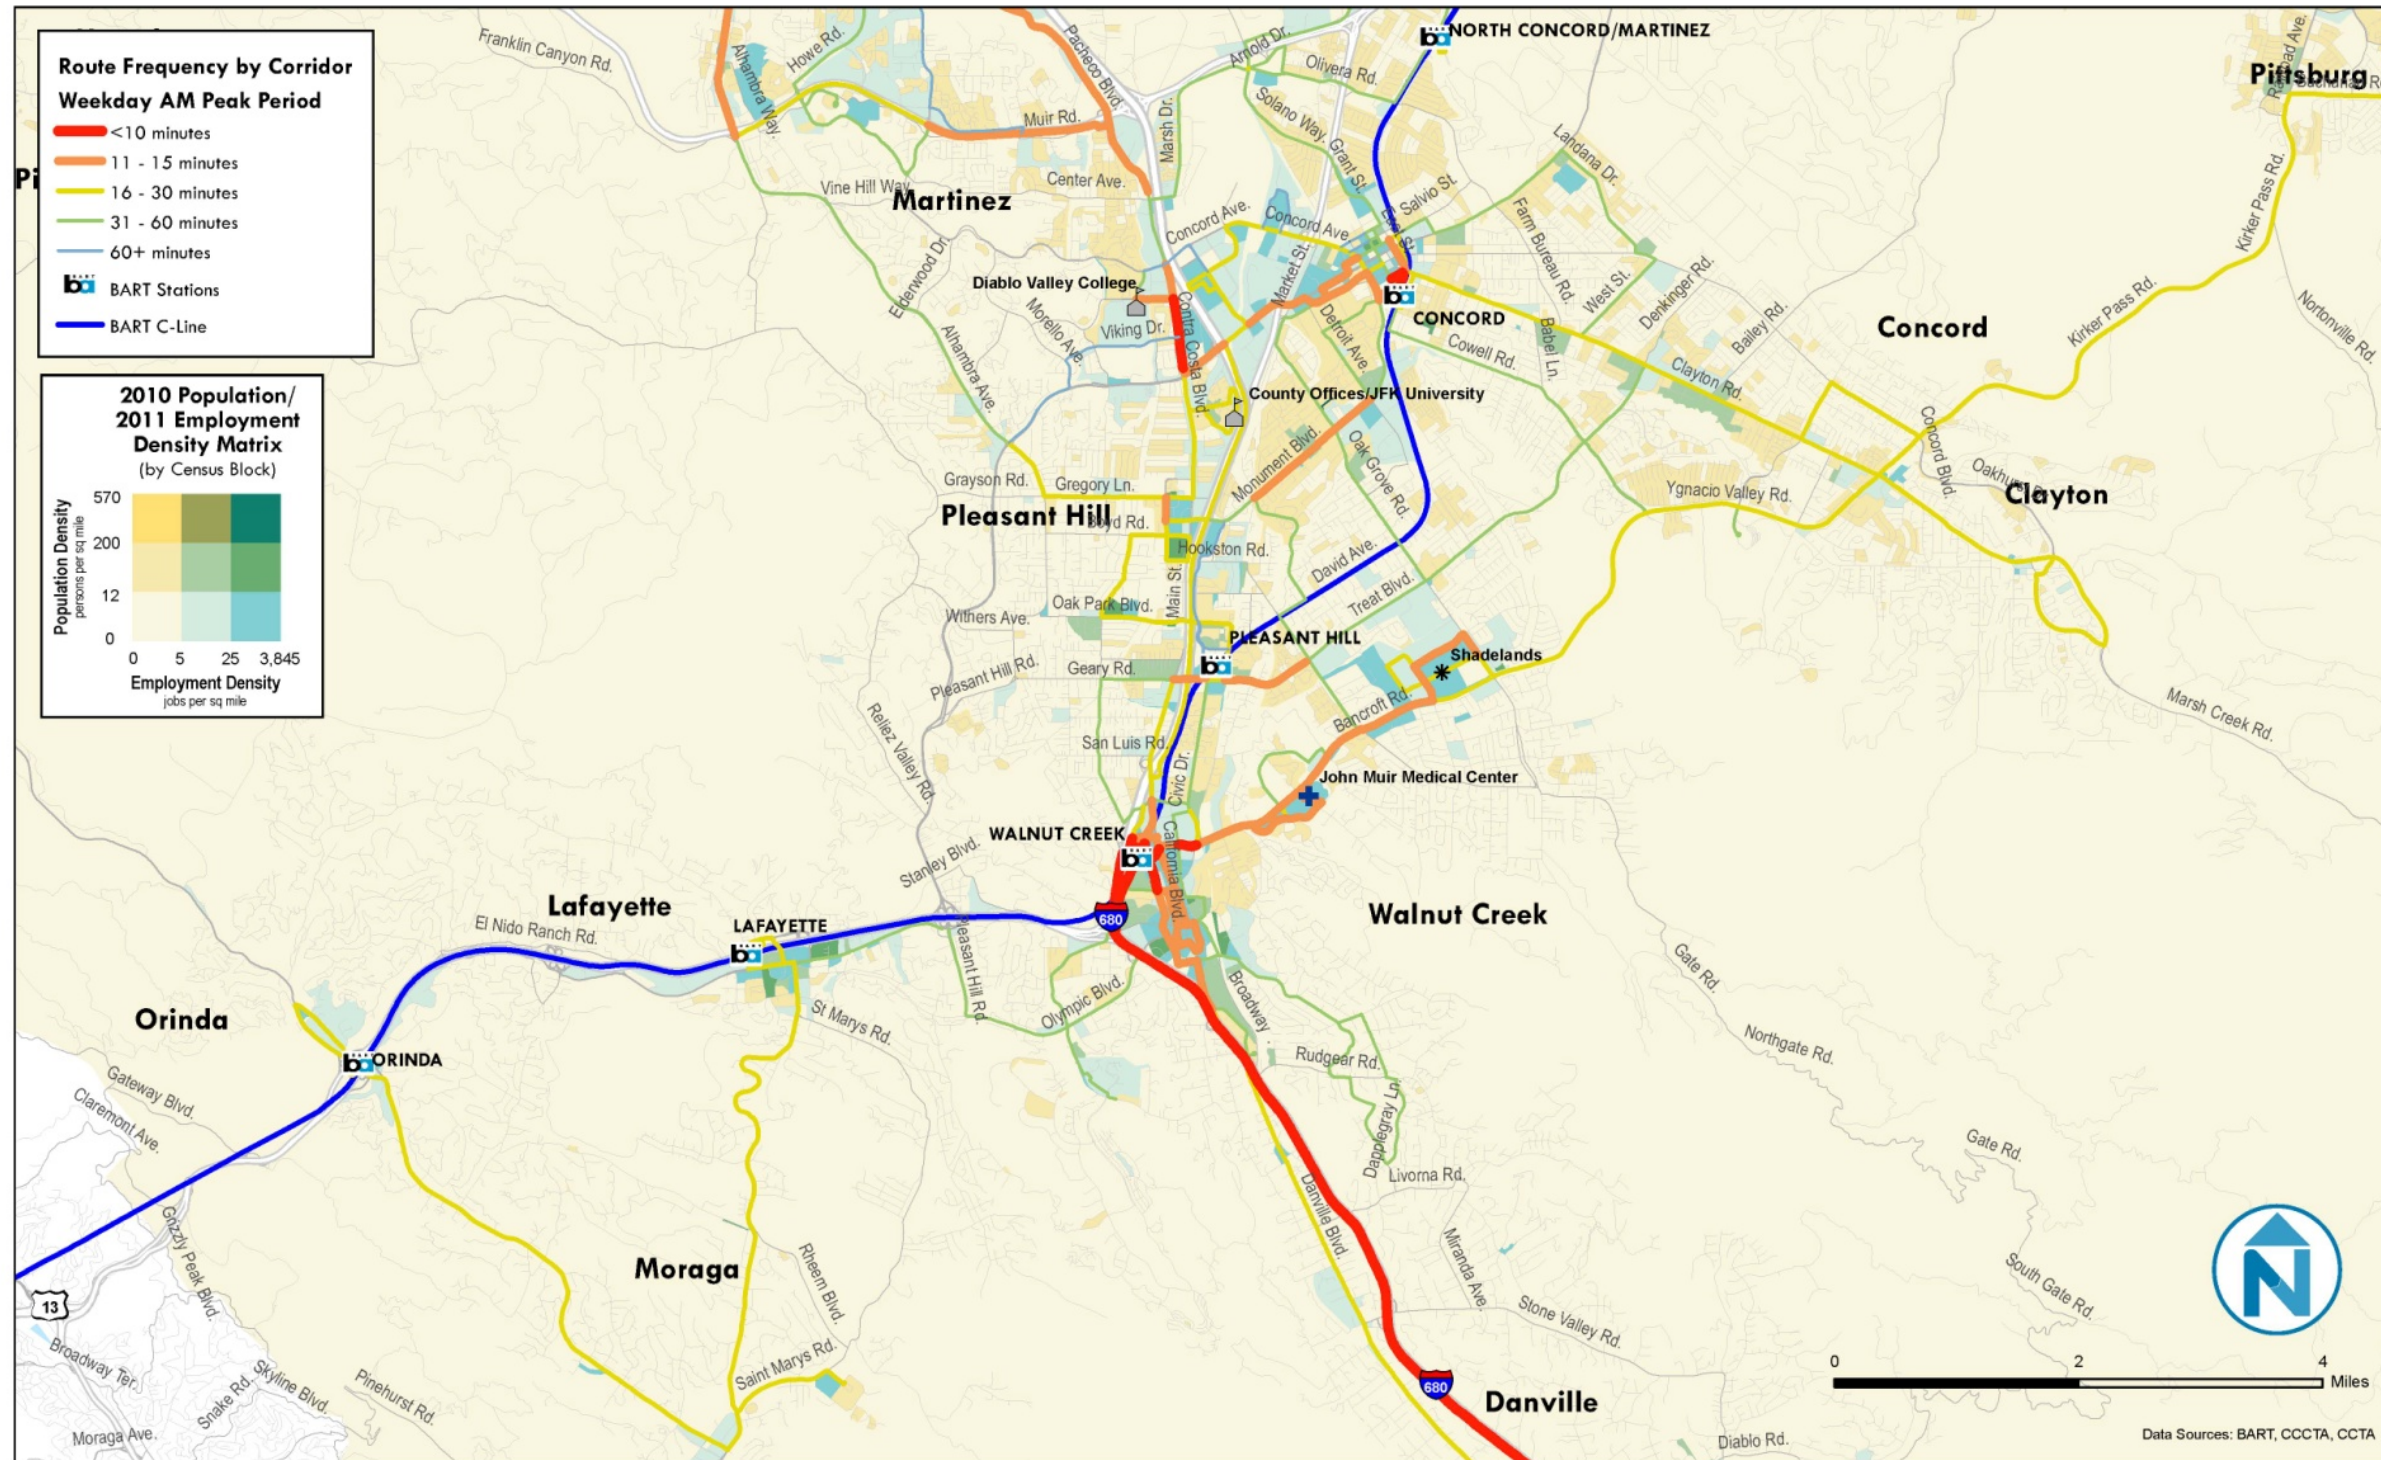 Route Frequency by Corridor
Weekday AM Peak Period
<10 minutes
11 - 15 minutes
16 - 30 minutes
31 - 60 minutes
60+ minutes
BART Stations
BART C-Line
2010 Population/
2011 Employment
Density Matrix
(by Census Block)
Population Density
persons per sq mile
570
200
12
0
0 5 25 3,845
Employment Density
jobs per sq mile
Franklin Canyon Rd.
Alhambra Way.
Howe Rd.
Pacheco Blvd.
Muir Rd.
Marsh Dr.
Arnold Dr.
Olivera Rd.
NORTH CONCORD/MARTINEZ
Pittsburg
Railroad Ave.
Kirker Pass Rd.
Solano Way.
Grant St.
Landana Dr.
Center Ave.
Vine Hill Way
Martinez
Salvio St.
East St.
Concord Ave.
Concord Ave
Farm Bureau Rd.
West St.
Denkinger Rd.
Bailey Rd.
Elderwood Dr.
Diablo Valley College
Morello Ave.
Viking Dr.
Contra Costa Blvd.
Market St.
Detroit Ave.
CONCORD
Cowell Rd.
Babel Ln.
Clayton Rd.
Concord
Kirker Pass Rd.
Nortonville Rd.
Alhambra Ave.
County Offices/JFK University
Monument Blvd.
Oak Grove Rd.
Concord Blvd.
Clayton
Grayson Rd.
Gregory Ln.
Ygnacio Valley Rd.
Pleasant Hill
Boyd Rd.
Hookston Rd.
David Ave.
Treat Blvd.
Main St.
Oak Park Blvd.
Withers Ave.
PLEASANT HILL
Shadelands
Geary Rd.
Pleasant Hill Rd.
Bancroft Rd.
Marsh Creek Rd.
Reliez Valley Rd.
San Luis Rd.
Civic Dr.
John Muir Medical Center
WALNUT CREEK
California Blvd.
Stanley Blvd.
Lafayette
El Nido Ranch Rd.
LAFAYETTE
680
Walnut Creek
Pleasant Hill Rd.
Olympic Blvd.
Broadway
Gate Rd.
Orinda
St Marys Rd.
ORINDA
Rudgear Rd.
Northgate Rd.
Gateway Blvd.
Claremont Ave.
Dapplegray Ln.
Livorna Rd.
Gate Rd.
Grizzly Peak Blvd.
Moraga
Rheem Blvd.
Danville Blvd.
Miranda Ave.
Stone Valley Rd.
South Gate Rd.
13
Broadway Ter.
Snake Rd.
Skyline Blvd.
Pinehurst Rd.
Saint Marys Rd.
680
Danville
Moraga Ave.
Diablo Rd.
N
0 2 4
Miles
Data Sources: BART, CCCTA, CCTA